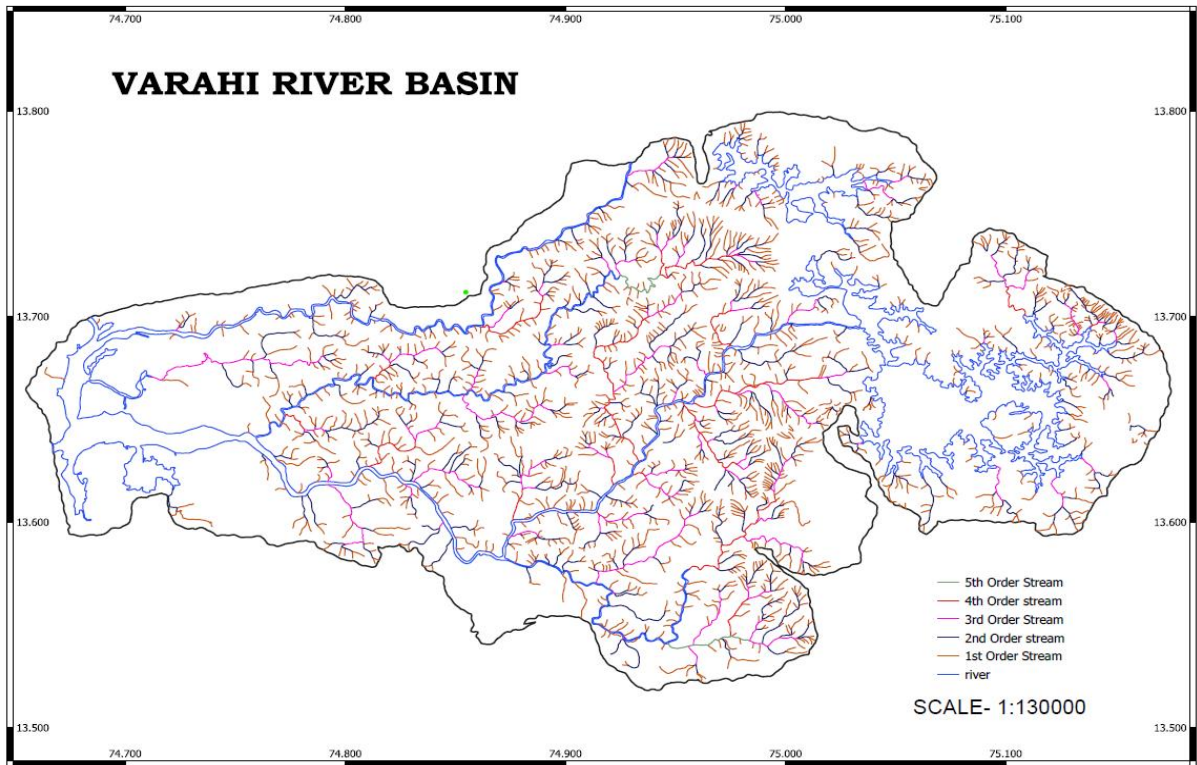 74.700 74.800 74.900 75.000 75.100
VARAHI RIVER BASIN
13.800 13.800
13.700 13.700
13.600 13.600
5th Order Stream
4th Order stream
3rd Order Stream
2nd Order stream
1st Order Stream
river
SCALE- 1:130000
13.500 13.500
74.700 74.800 74.900 75.000 75.100